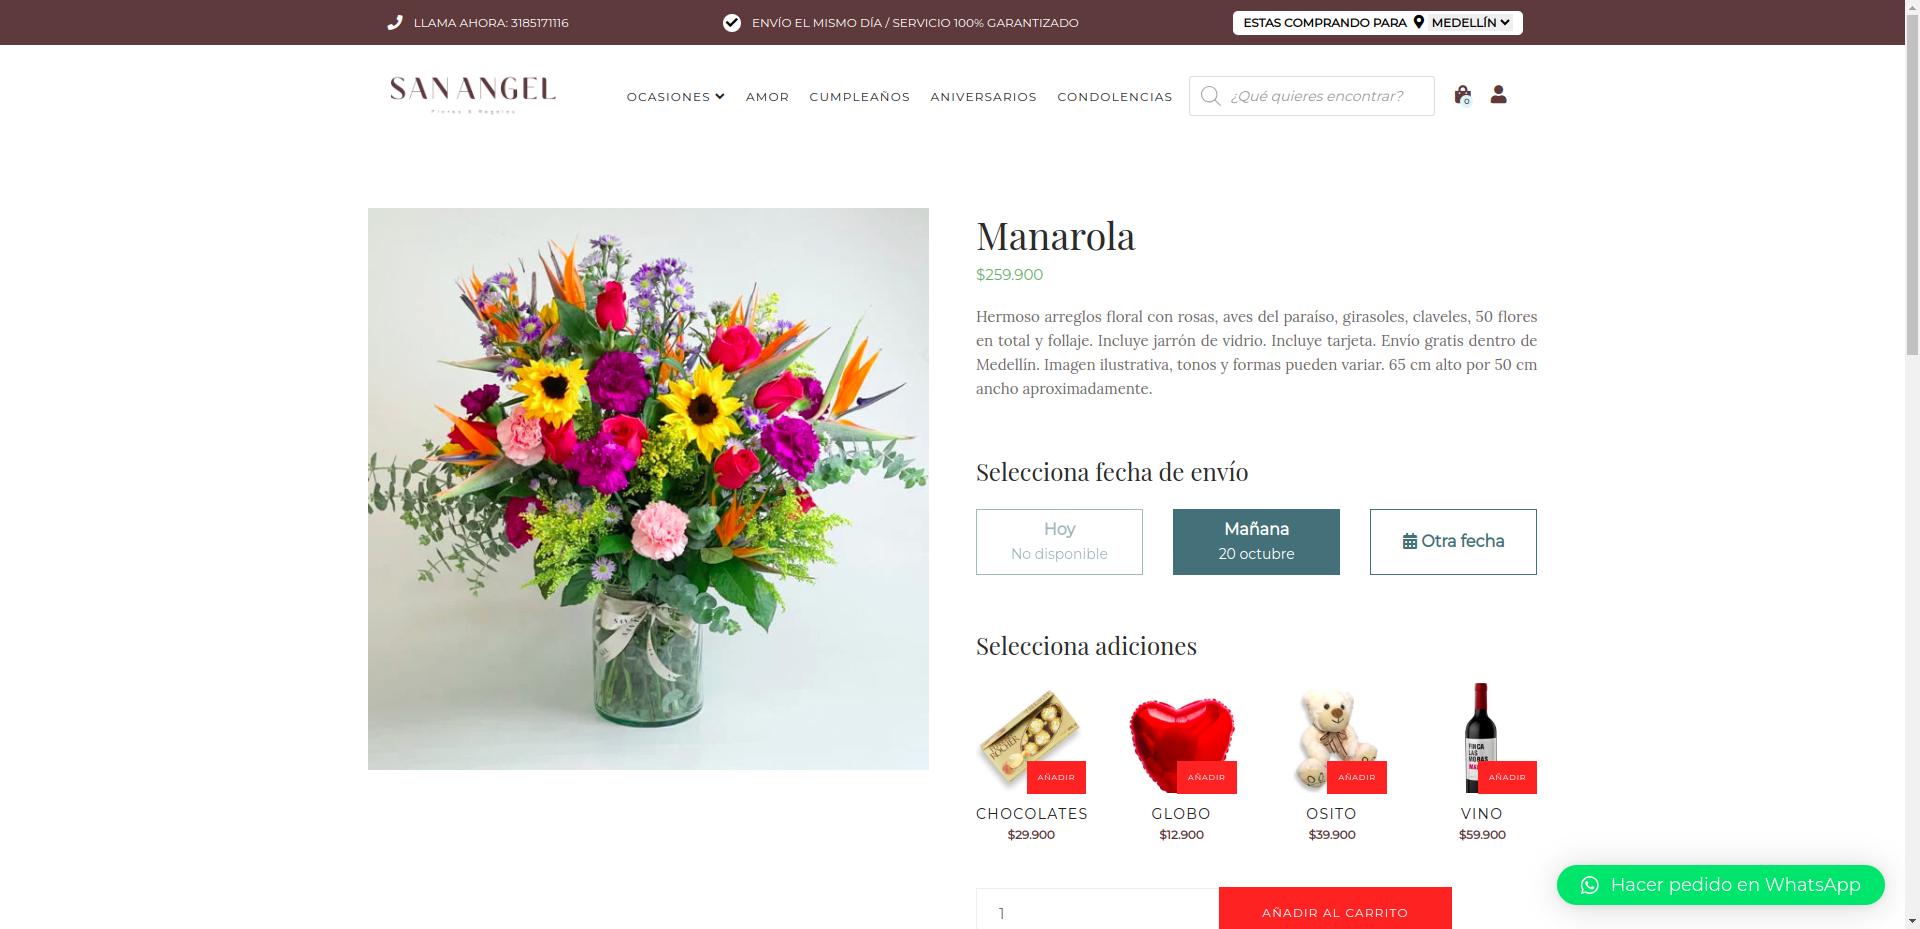 LLAMA AHORA: 3185171116
ENVÍO EL MISMO DÍA / SERVICIO 100% GARANTIZADO
ESTAS COMPRANDO PARA MEDELLÍN
SAN ANGEL
Flores & Regalos
OCASIONES
AMOR
CUMPLEAÑOS
ANIVERSARIOS
CONDOLENCIAS
¿Qué quieres encontrar?
0
Manarola
$259.900
Hermoso arreglos floral con rosas, aves del paraíso, girasoles, claveles, 50 flores
en total y follaje. Incluye jarrón de vidrio. Incluye tarjeta. Envío gratis dentro de
Medellín. Imagen ilustrativa, tonos y formas pueden variar. 65 cm alto por 50 cm
ancho aproximadamente.
Selecciona fecha de envío
Hoy
No disponible
Mañana
20 octubre
Otra fecha
Selecciona adiciones
ROCHER
FINCA
LAS
MORAS
AÑADIR
AÑADIR
AÑADIR
AÑADIR
CHOCOLATES
$29.900
GLOBO
$12.900
OSITO
$39.900
VINO
$59.900
1
AÑADIR AL CARRITO
Hacer pedido en WhatsApp